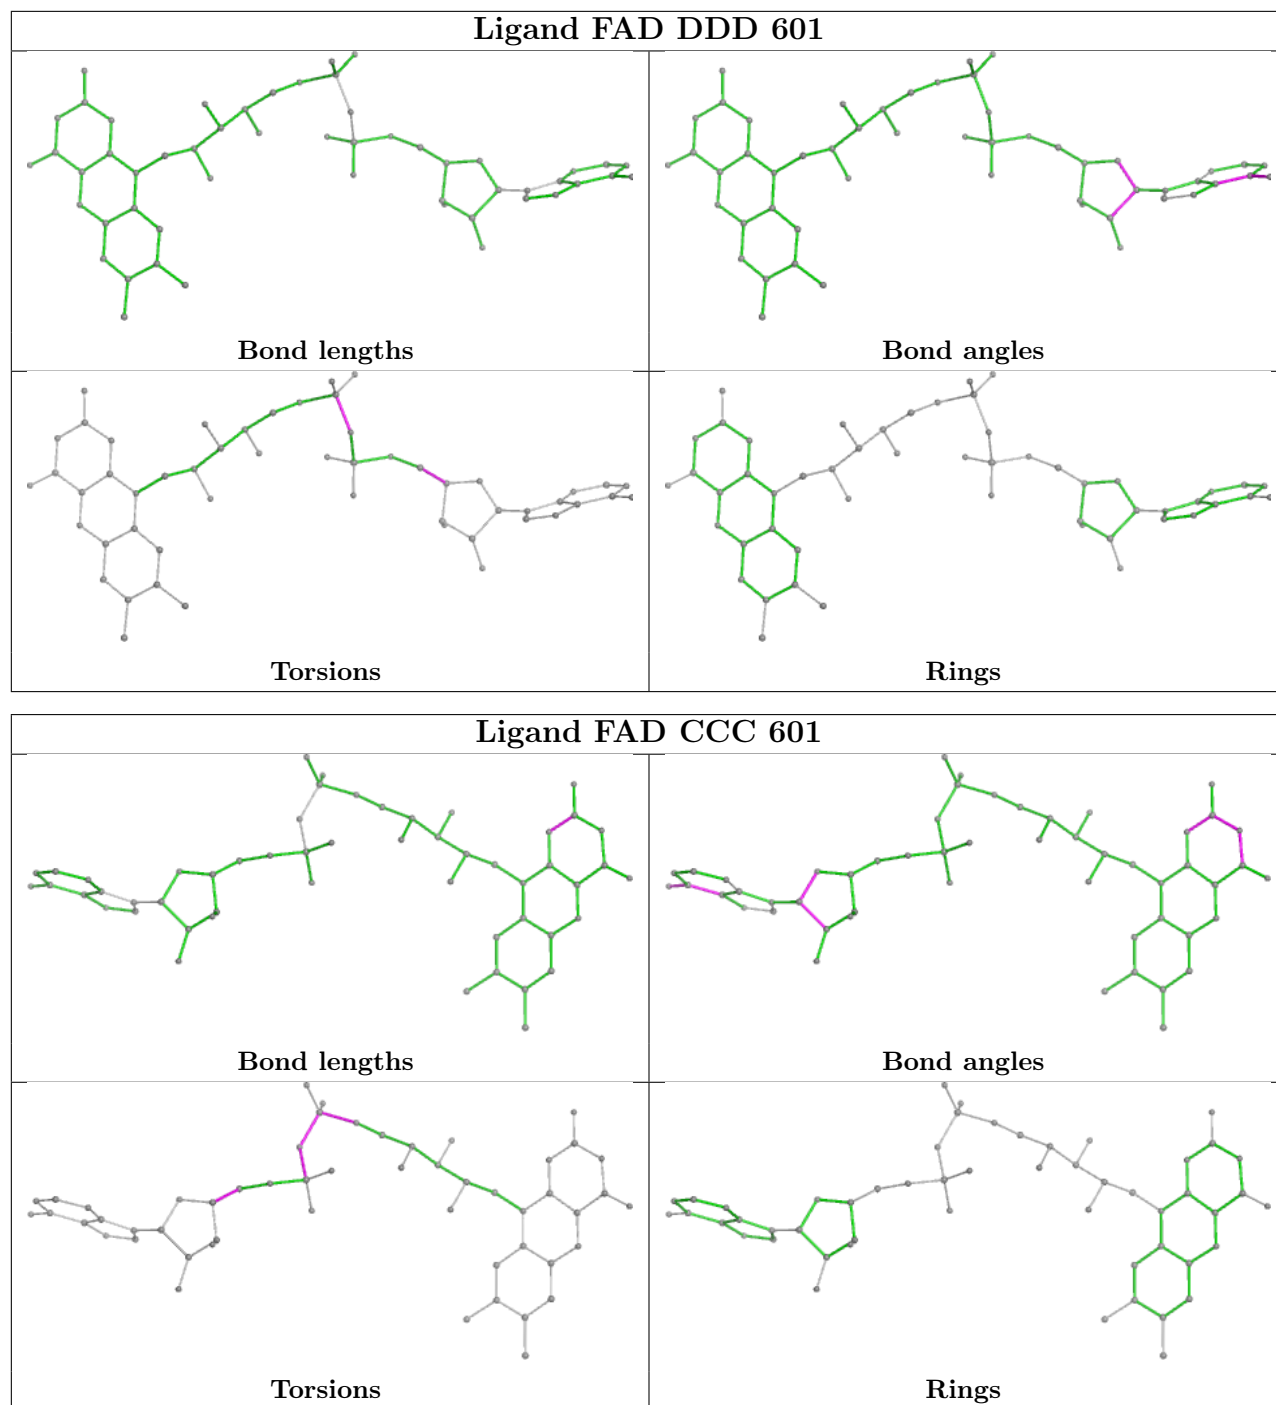 Ligand FAD DDD 601
Bond lengths
Bond angles
Torsions
Rings
Ligand FAD CCC 601
Bond lengths
Bond angles
Torsions
Rings